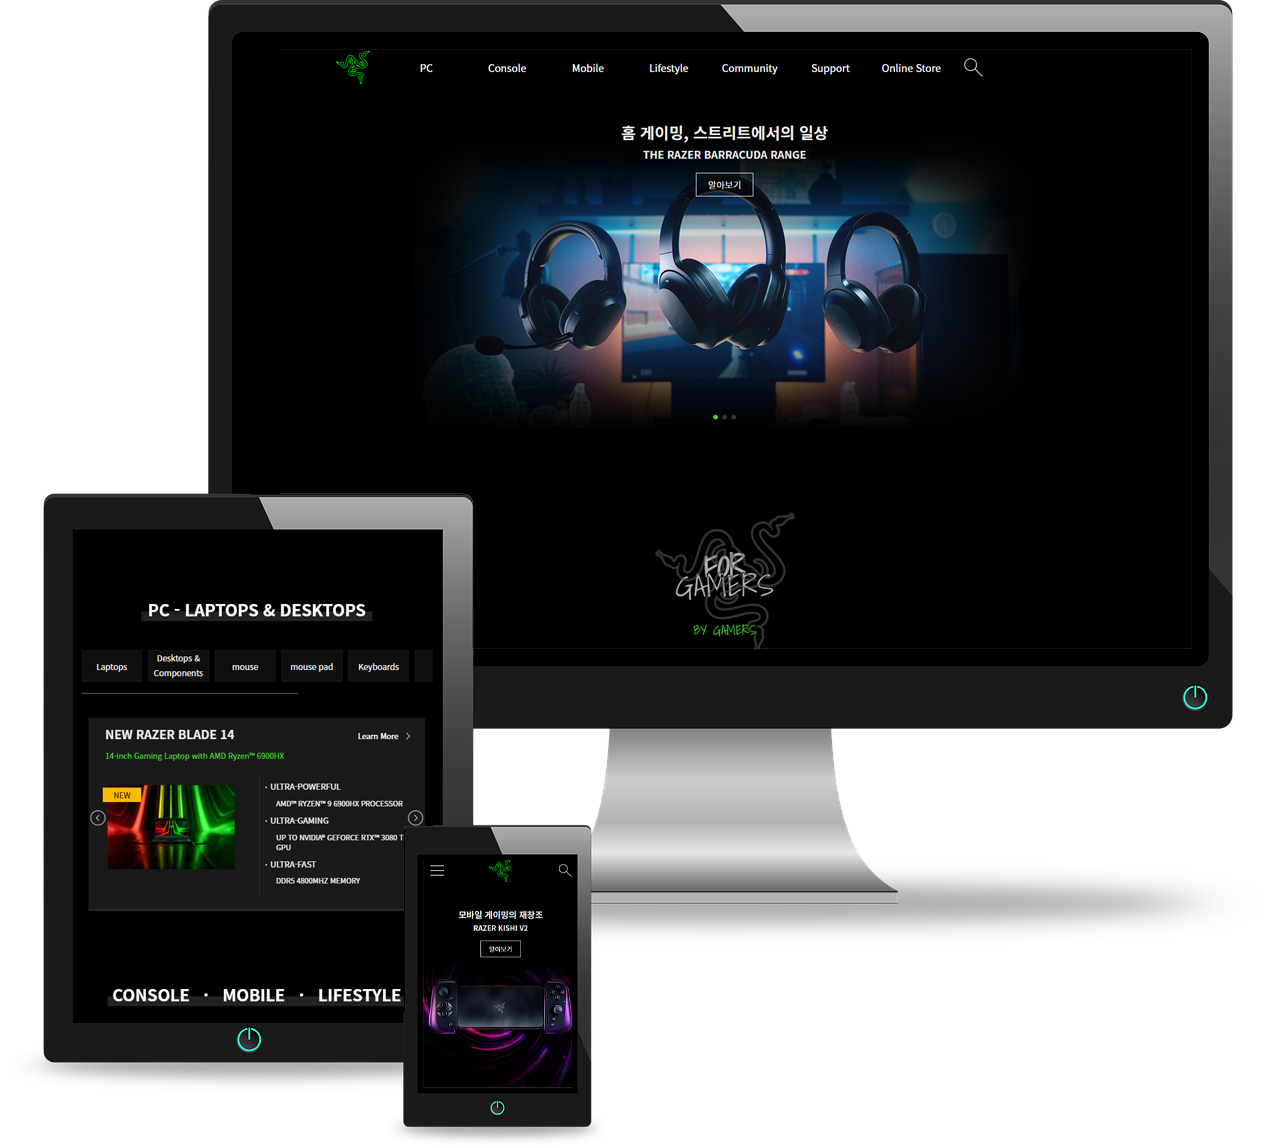 PC Console Mobile Lifestyle Community Support Online Store
홈 게이밍, 스트리트에서의 일상
THE RAZER BARRACUDA RANGE
알아보기
FOR
GAMERS
BY GAMERS
PC - LAPTOPS & DESKTOPS
Laptops
Desktops &
Components
mouse
mouse pad
Keyboards
NEW RAZER BLADE 14
Learn More
14-inch Gaming Laptop with AMD Ryzen™ 6900HX
NEW
· ULTRA-POWERFUL
AMD™ RYZEN™ 9 6900HX PROCESSOR
· ULTRA-GAMING
UP TO NVIDIA® GEFORCE RTX™ 3080 T
GPU
· ULTRA-FAST
DDR5 4800MHZ MEMORY
CONSOLE · MOBILE · LIFESTYLE
모바일 게이밍의 재창조
RAZER KISHI V2
알아보기